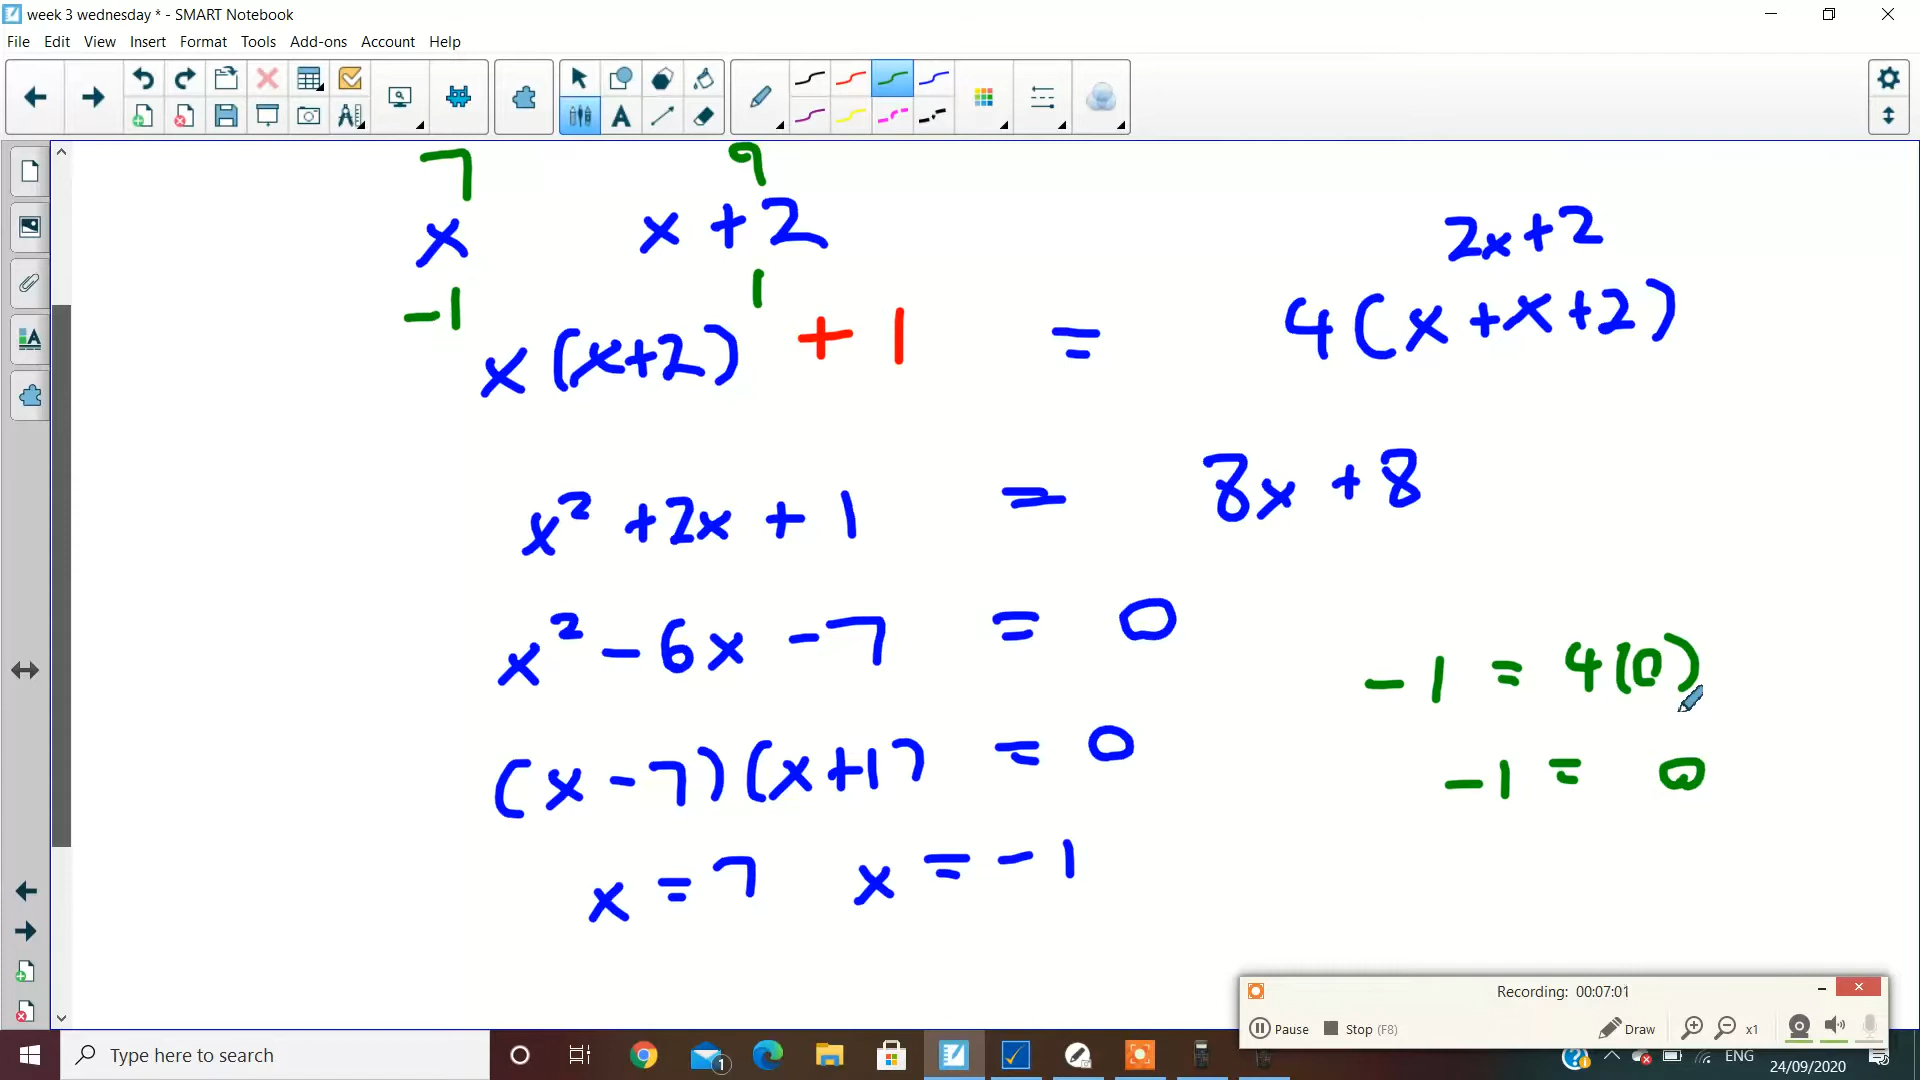 week 3 wednesday * - SMART Notebook
File Edit View Insert Format Tools Add-ons Account Help
7 9
x x + 2 2x + 2
-1 1
x (x+2) + 1 = 4 (x + x + 2)
x² + 2x + 1 = 8x + 8
x² - 6x - 7 = 0
-1 = 4(0)
(x - 7) (x+1) = 0
-1 = 0
x = 7 x = -1
Recording: 00:07:01
Pause Stop (F8) Draw x1
Type here to search
1
ENG
24/09/2020